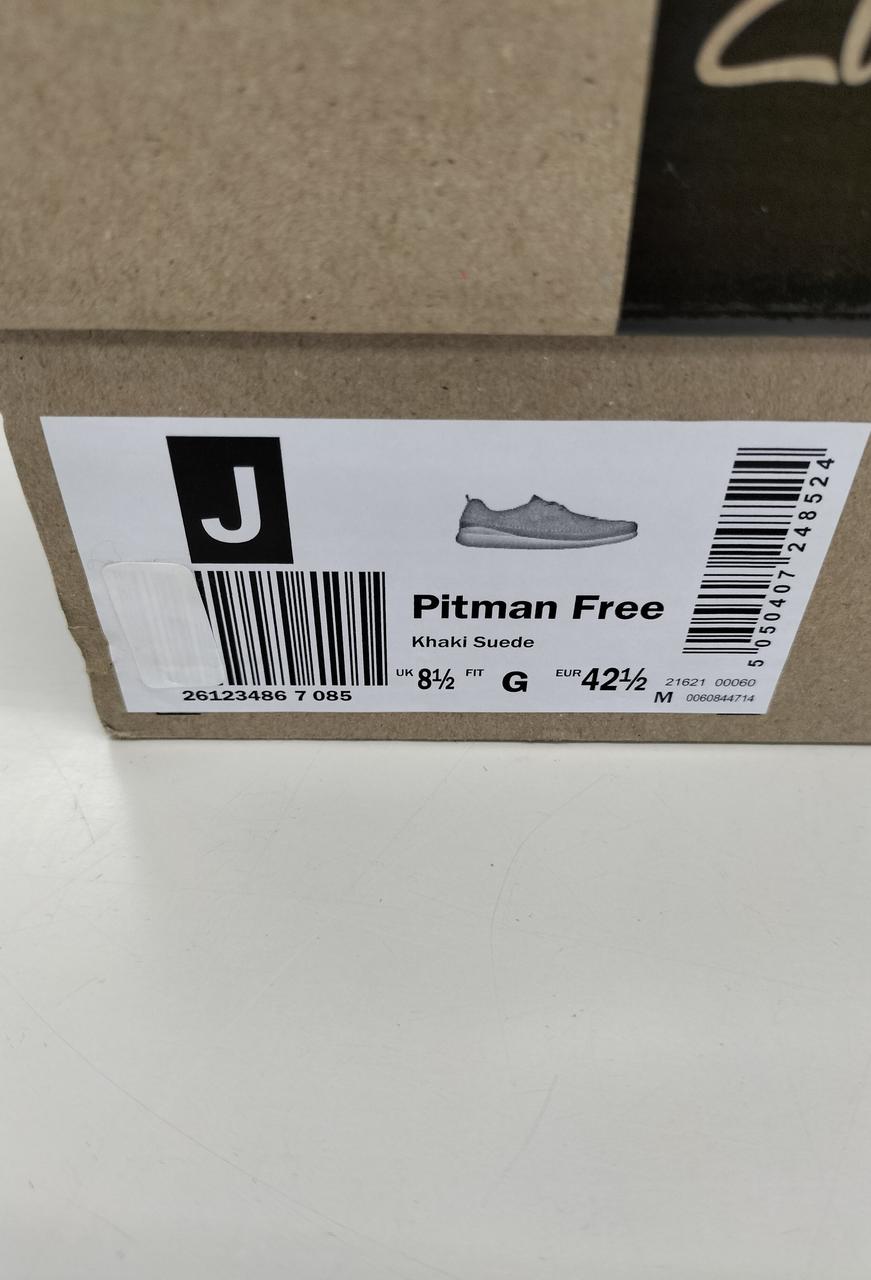 Cl
J
Pitman Free
Khaki Suede
UK 8½ FIT G EUR 42½
26123486 7 085
5 050407 248524
21621 00060
M 0060844714